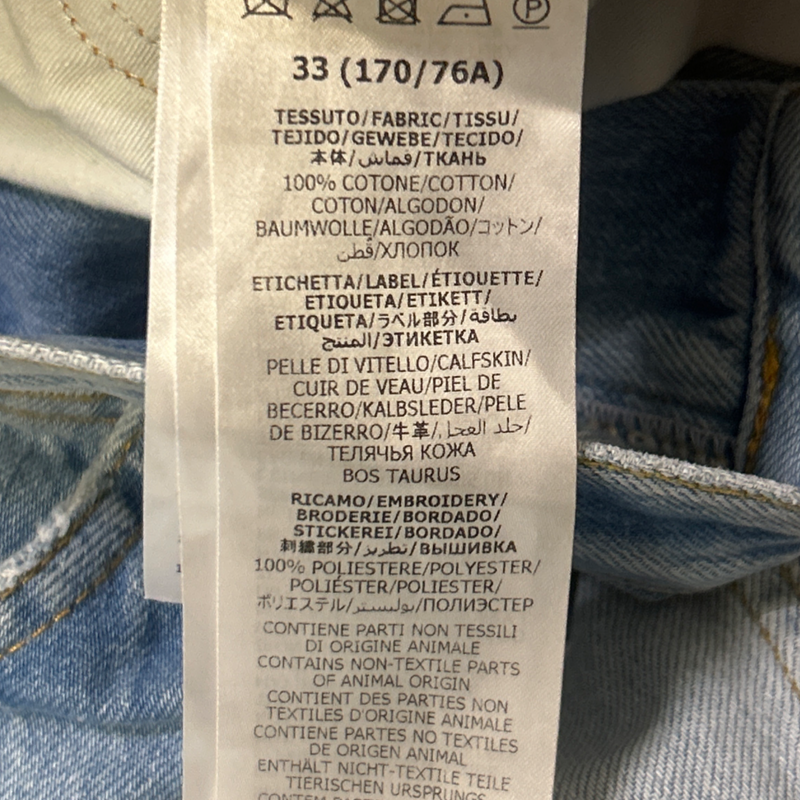 P
33 (170/76A)
TESSUTO/FABRIC/TISSU/
TEJIDO/GEWEBE/TECIDO/
本体/قماش/ТКАНЬ
100% COTONE/COTTON/
COTON/ALGODON/
BAUMWOLLE/ALGODÃO/コットン/
قطن/ХЛОПОК
ETICHETTA/LABEL/ÉTIQUETTE/
ETIQUETA/ETIKETT/
ETIQUETA/ラベル部分/بطاقة
المنتج/ЭТИКЕТКА
PELLE DI VITELLO/CALFSKIN/
CUIR DE VEAU/PIEL DE
BECERRO/KALBSLEDER/PELE
DE BIZERRO/牛革/جلد العجل/
ТЕЛЯЧЬЯ КОЖА
BOS TAURUS
RICAMO/EMBROIDERY/
BRODERIE/BORDADO/
STICKEREI/BORDADO/
刺繍部分/تطريز/ВЫШИВКА
100% POLIESTERE/POLYESTER/
POLIÉSTER/POLIESTER/
ポリエステル/بوليستر/ПОЛИЭСТЕР
CONTIENE PARTI NON TESSILI
DI ORIGINE ANIMALE
CONTAINS NON-TEXTILE PARTS
OF ANIMAL ORIGIN
CONTIENT DES PARTIES NON
TEXTILES D'ORIGINE ANIMALE
CONTIENE PARTES NO TEXTILES
DE ORIGEN ANIMAL
ENTHÄLT NICHT-TEXTILE TEILE
TIERISCHEN URSPRUNGS